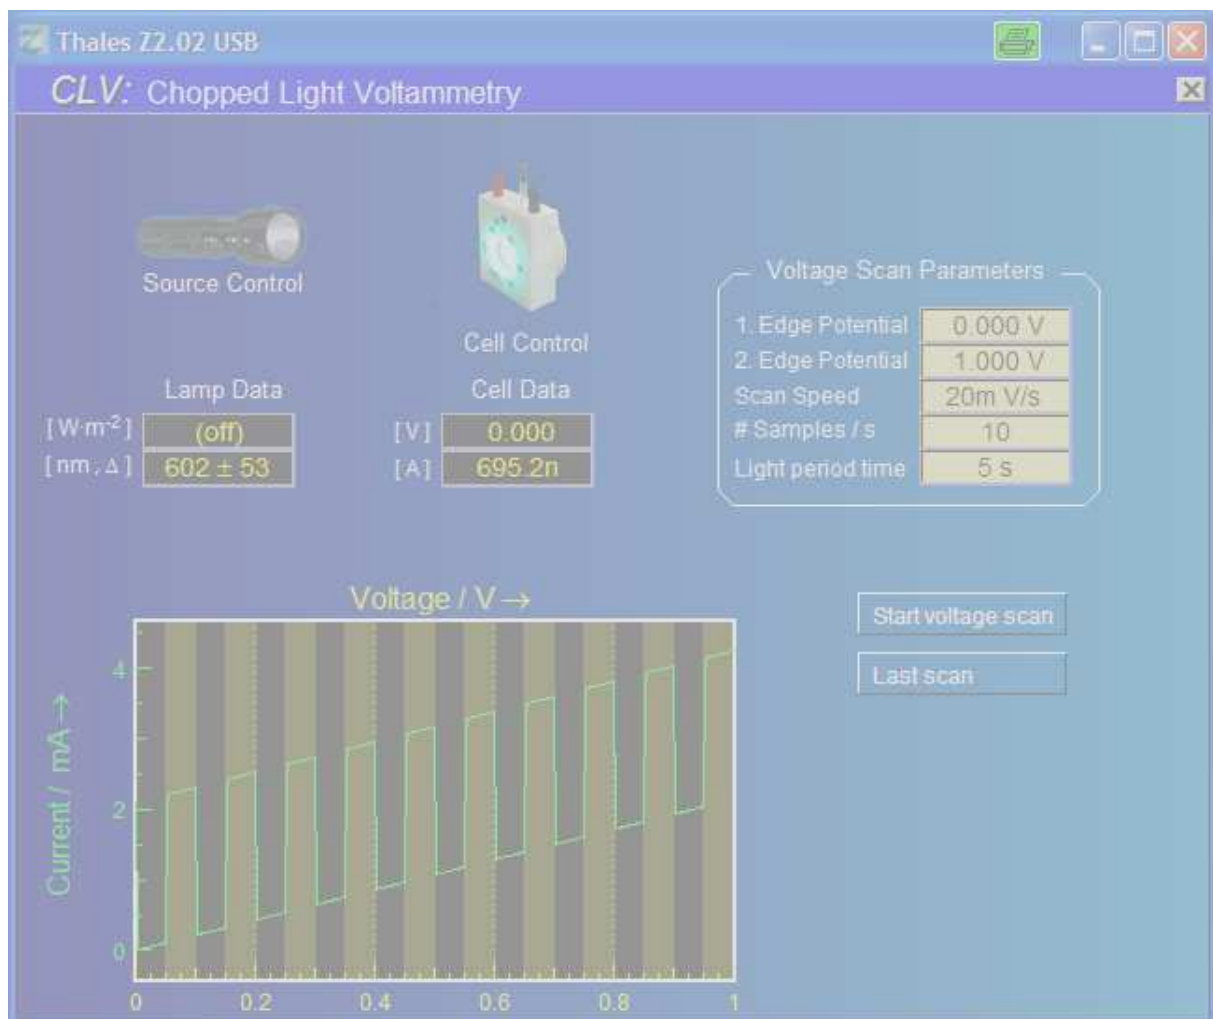 Thales Z2.02 USB
CLV: Chopped Light Voltammetry
Source Control
Cell Control
Lamp Data
[W·m-2] (off)
[nm, Δ] 602 ± 53
Cell Data
[V] 0.000
[A] 695.2n
Voltage Scan Parameters
1. Edge Potential 0.000 V
2. Edge Potential 1.000 V
Scan Speed 20m V/s
# Samples / s 10
Light period time 5 s
Start voltage scan
Last scan
Voltage / V →
Current / mA →
4
2
0
0 0.2 0.4 0.6 0.8 1